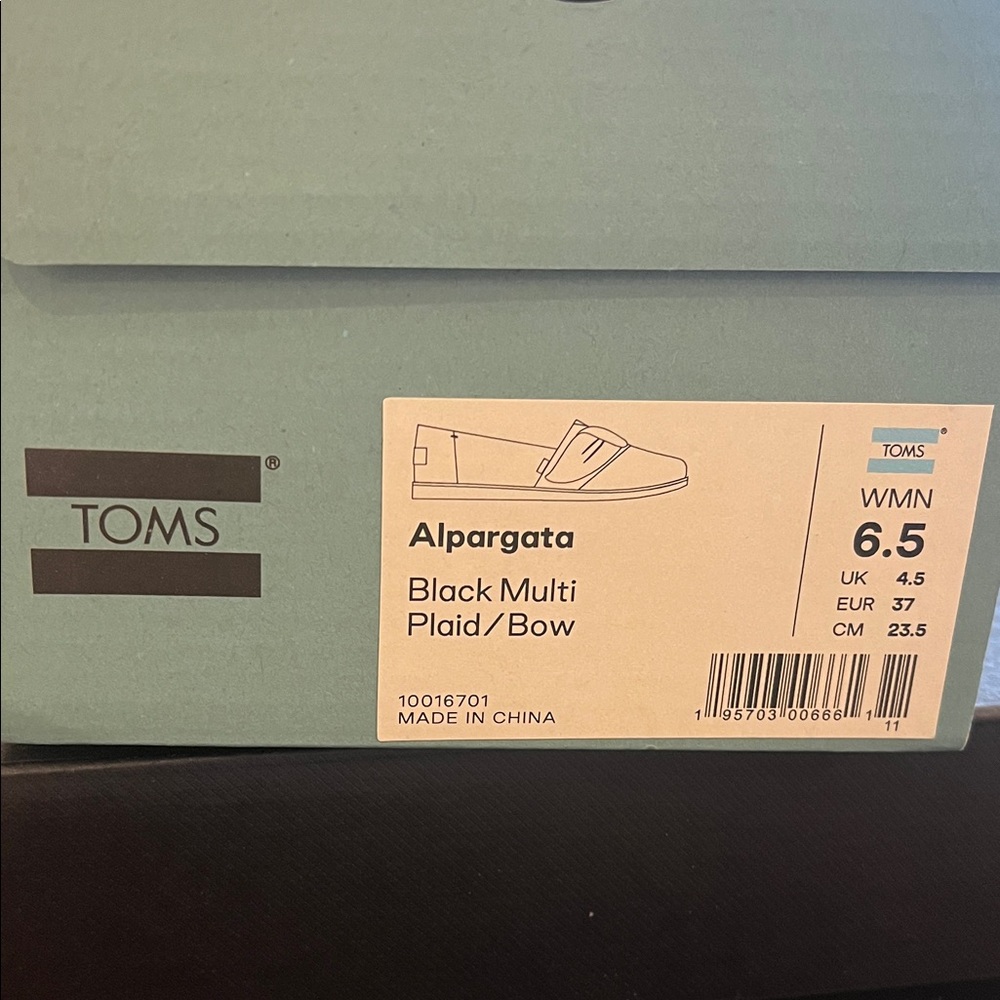 TOMS®
Alpargata
Black Multi
Plaid/Bow
10016701
MADE IN CHINA
TOMS®
WMN
6.5
UK 4.5
EUR 37
CM 23.5
1 95703 00666 1
11